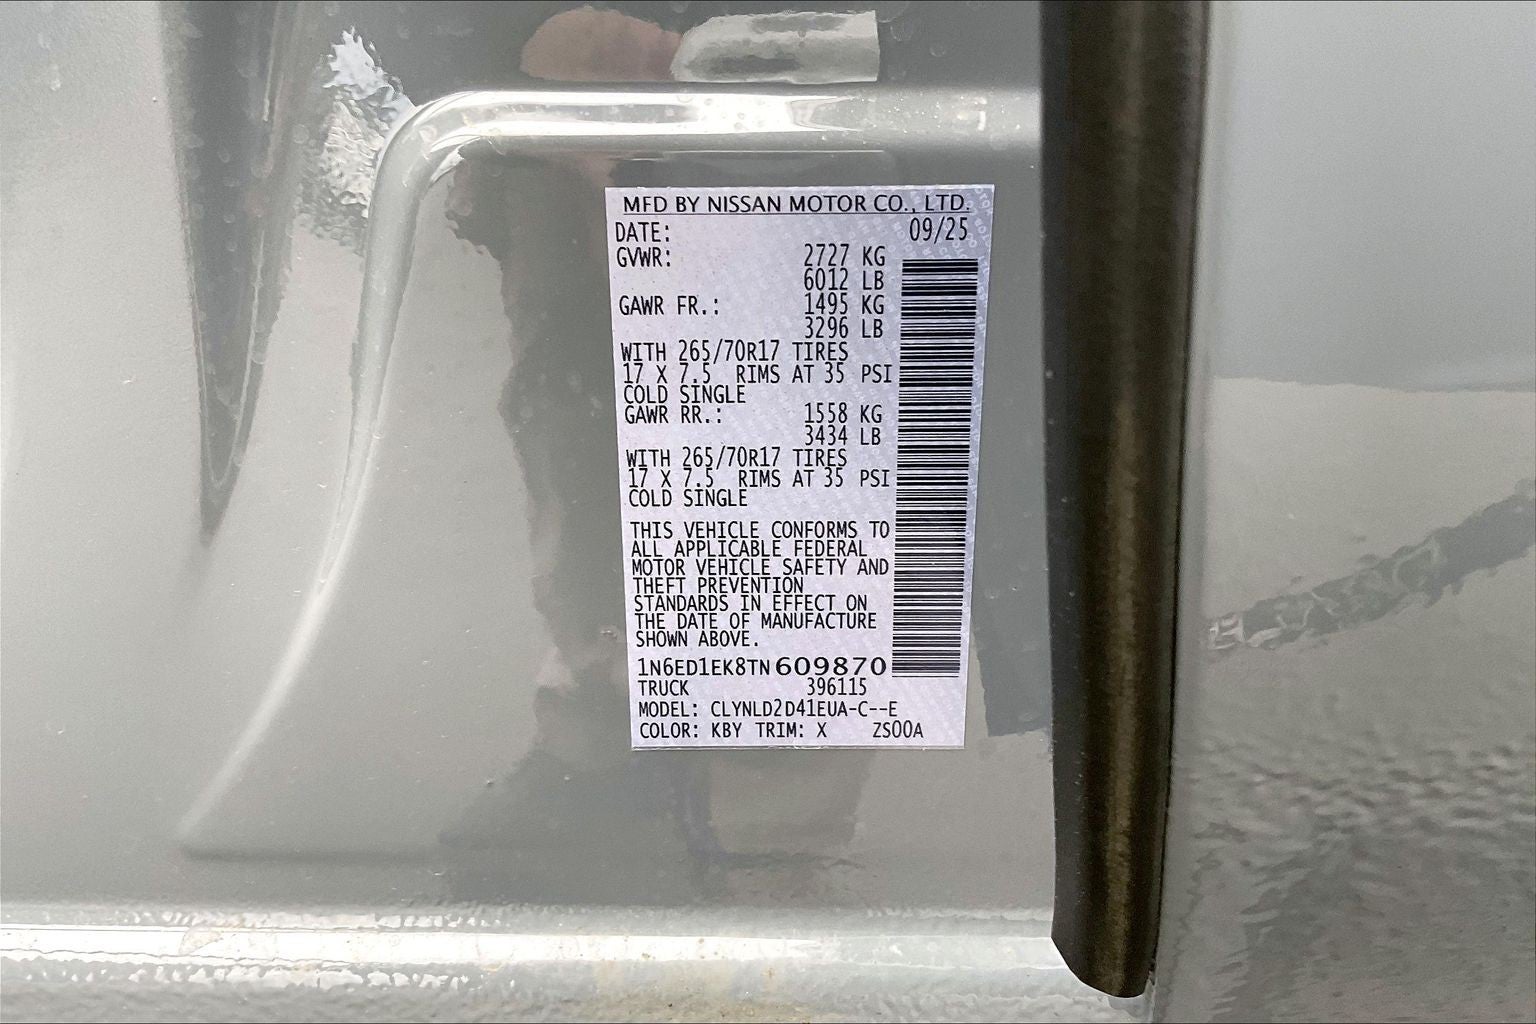 MFD BY NISSAN MOTOR CO., LTD.
DATE: 09/25
GVWR: 2727 KG
6012 LB
GAWR FR.: 1495 KG
3296 LB
WITH 265/70R17 TIRES
17 X 7.5 RIMS AT 35 PSI
COLD SINGLE
GAWR RR.: 1558 KG
3434 LB
WITH 265/70R17 TIRES
17 X 7.5 RIMS AT 35 PSI
COLD SINGLE
THIS VEHICLE CONFORMS TO
ALL APPLICABLE FEDERAL
MOTOR VEHICLE SAFETY AND
THEFT PREVENTION
STANDARDS IN EFFECT ON
THE DATE OF MANUFACTURE
SHOWN ABOVE.
1N6ED1EK8TN609870
TRUCK 396115
MODEL: CLYNLD2D41EUA-C--E
COLOR: KBY TRIM: X ZS00A